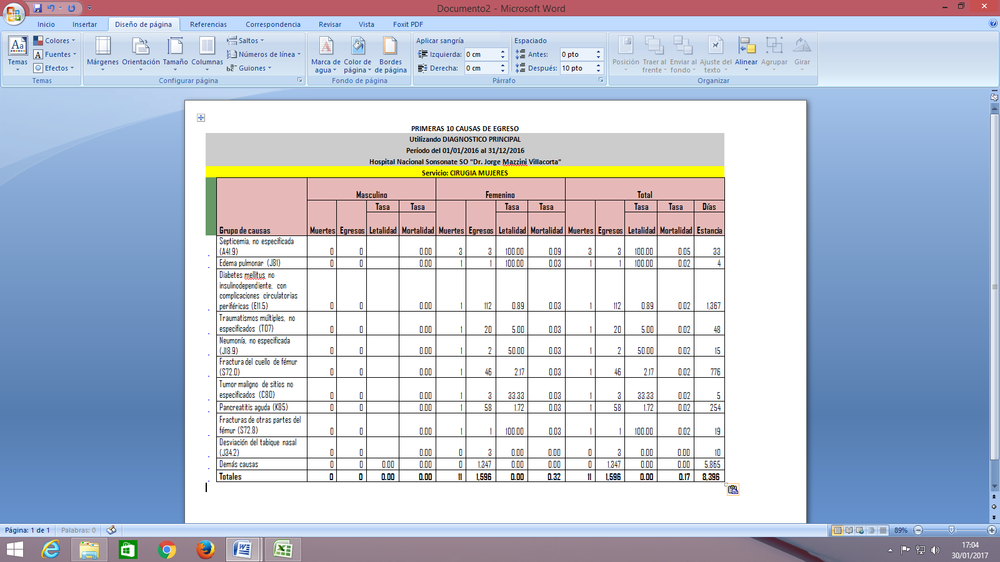 Documento2 - Microsoft Word
Inicio Insertar Diseño de página Referencias Correspondencia Revisar Vista Foxit PDF
Temas
Colores
Fuentes
Efectos
Temas
Márgenes Orientación Tamaño Columnas
Saltos
Números de línea
Guiones
Configurar página
Marca de agua Color de página Bordes de página
Fondo de página
Aplicar sangría
Izquierda: 0 cm
Derecha: 0 cm
Espaciado
Antes: 0 pto
Después: 10 pto
Párrafo
Posición Traer al frente Enviar al fondo Ajuste del texto Alinear Agrupar Girar
Organizar
PRIMERAS 10 CAUSAS DE EGRESO
Utilizando DIAGNOSTICO PRINCIPAL
Período del 01/01/2016 al 31/12/2016
Hospital Nacional Sonsonate SO "Dr. Jorge Mazzini Villacorta"
Servicio: CIRUGIA MUJERES
Masculino Femenino Total
Tasa Tasa Tasa Tasa Tasa Tasa Días
Grupo de causas Muertes Egresos Letalidad Mortalidad Muertes Egresos Letalidad Mortalidad Muertes Egresos Letalidad Mortalidad Estancia
Septicemia, no especificada
(A41.9) 0 0 0.00 3 3 100.00 0.09 3 3 100.00 0.05 33
Edema pulmonar (J81) 0 0 0.00 1 1 100.00 0.03 1 1 100.00 0.02 4
Diabetes mellitus no
insulinodependiente, con
complicaciones circulatorias
periféricas (E11.5) 0 0 0.00 1 112 0.89 0.03 1 112 0.89 0.02 1,367
Traumatismos múltiples, no
especificados (T07) 0 0 0.00 1 20 5.00 0.03 1 20 5.00 0.02 48
Neumonía, no especificada
(J18.9) 0 0 0.00 1 2 50.00 0.03 1 2 50.00 0.02 15
Fractura del cuello de fémur
(S72.0) 0 0 0.00 1 46 2.17 0.03 1 46 2.17 0.02 776
Tumor maligno de sitios no
especificados (C80) 0 0 0.00 1 3 33.33 0.03 1 3 33.33 0.02 5
Pancreatitis aguda (K85) 0 0 0.00 1 58 1.72 0.03 1 58 1.72 0.02 254
Fracturas de otras partes del
fémur (S72.8) 0 0 0.00 1 1 100.00 0.03 1 1 100.00 0.02 19
Desviación del tabique nasal
(J34.2) 0 0 0.00 0 3 0.00 0.00 0 3 0.00 0.00 10
Demás causas 0 0 0.00 0.00 0 1,347 0.00 0.00 0 1,347 0.00 0.00 5,865
Totales 0 0 0.00 0.00 11 1,596 0.00 0.32 11 1,596 0.00 0.17 8,396
Página: 1 de 1 Palabras: 0 89%
17:04
30/01/2017